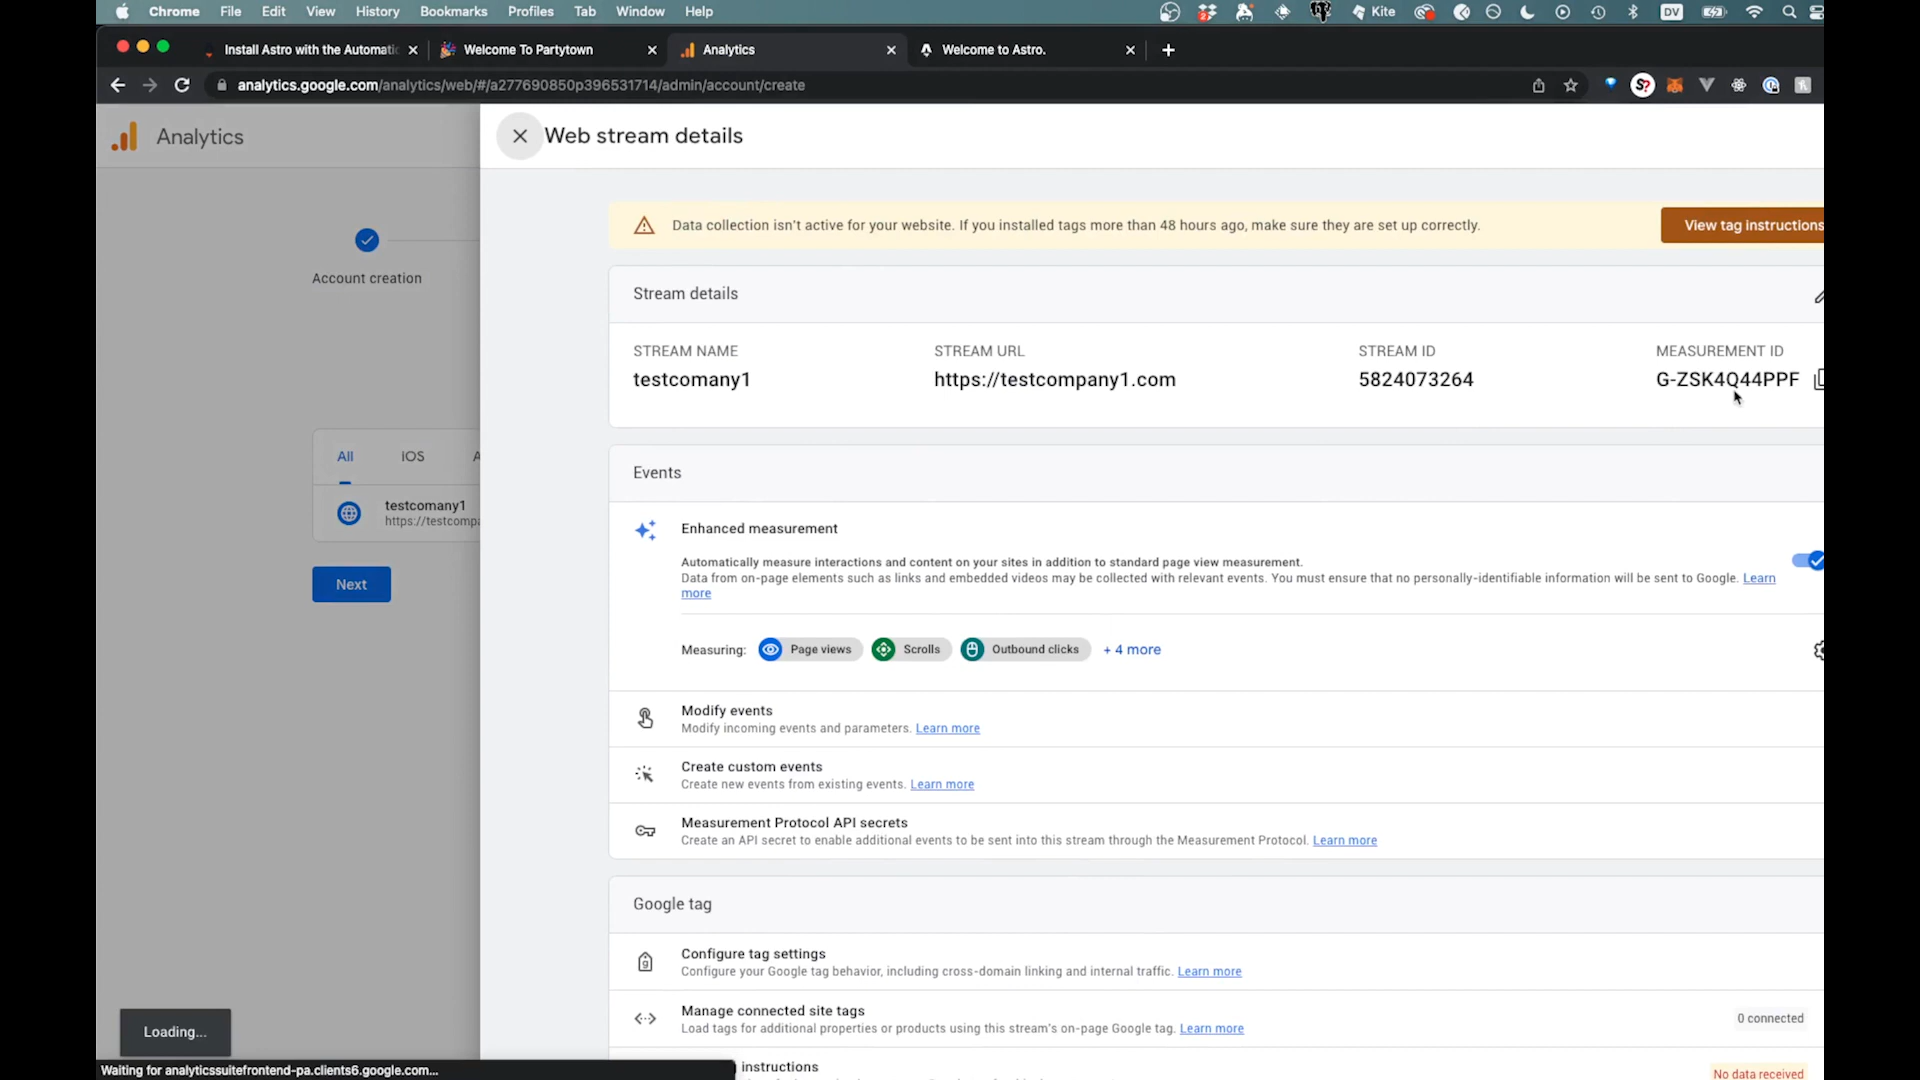 Chrome File Edit View History Bookmarks Profiles Tab Window Help Kite DV
Install Astro with the Automati Welcome To Partytown Analytics Welcome to Astro.
analytics.google.com/analytics/web/#/a277690850p396531714/admin/account/create
Analytics
Web stream details
Data collection isn't active for your website. If you installed tags more than 48 hours ago, make sure they are set up correctly.
View tag instructions
Account creation
Stream details
STREAM NAME STREAM URL STREAM ID MEASUREMENT ID
testcomany1 https://testcompany1.com 5824073264 G-ZSK4Q44PPF
All iOS A
testcomany1
https://testcompa
Next
Events
Enhanced measurement
Automatically measure interactions and content on your sites in addition to standard page view measurement.
Data from on-page elements such as links and embedded videos may be collected with relevant events. You must ensure that no personally-identifiable information will be sent to Google. Learn
more
Measuring: Page views Scrolls Outbound clicks + 4 more
Modify events
Modify incoming events and parameters. Learn more
Create custom events
Create new events from existing events. Learn more
Measurement Protocol API secrets
Create an API secret to enable additional events to be sent into this stream through the Measurement Protocol. Learn more
Google tag
Configure tag settings
Configure your Google tag behavior, including cross-domain linking and internal traffic. Learn more
Manage connected site tags
Load tags for additional properties or products using this stream's on-page Google tag. Learn more
0 connected
Loading...
Waiting for analyticssuitefrontend-pa.clients6.google.com...
instructions
No data received